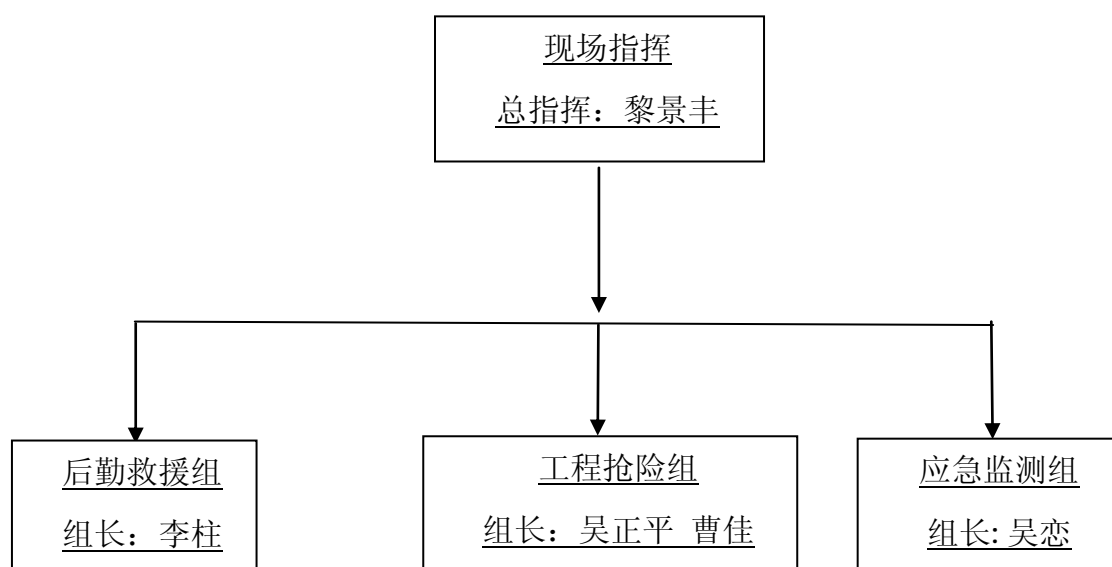 现场指挥
总指挥：黎景丰
后勤救援组
组长：李柱
工程抢险组
组长：吴正平 曹佳
应急监测组
组长: 吴恋